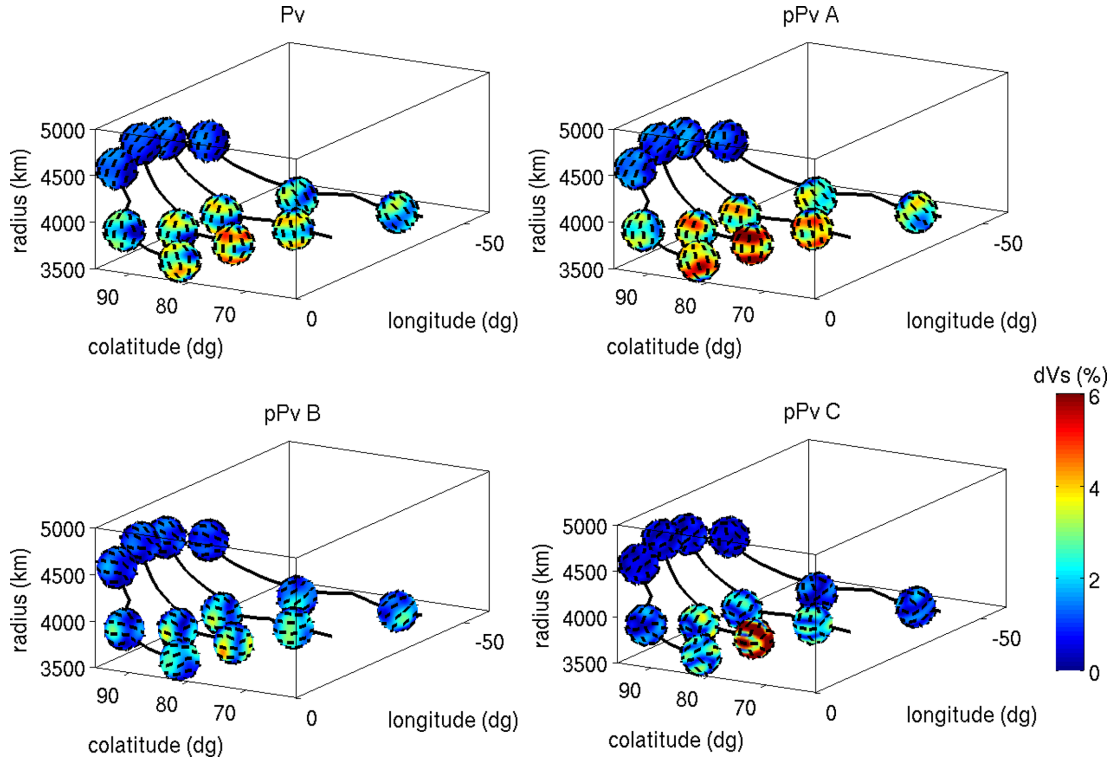 Pv
5000
4500
4000
3500
radius (km)
90
80
70
0
-50
colatitude (dg)
longitude (dg)
pPv A
5000
4500
4000
3500
radius (km)
90
80
70
0
-50
colatitude (dg)
longitude (dg)
pPv B
5000
4500
4000
3500
radius (km)
90
80
70
0
-50
colatitude (dg)
longitude (dg)
pPv C
5000
4500
4000
3500
radius (km)
90
80
70
0
-50
colatitude (dg)
longitude (dg)
dVs (%)
6
4
2
0